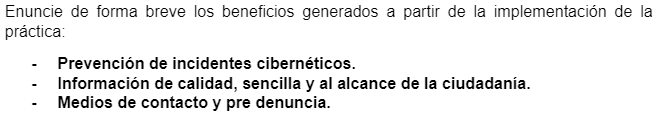 Enuncie de forma breve los beneficios generados a partir de la implementación de la
práctica:
- Prevención de incidentes cibernéticos.
- Información de calidad, sencilla y al alcance de la ciudadanía.
- Medios de contacto y pre denuncia.